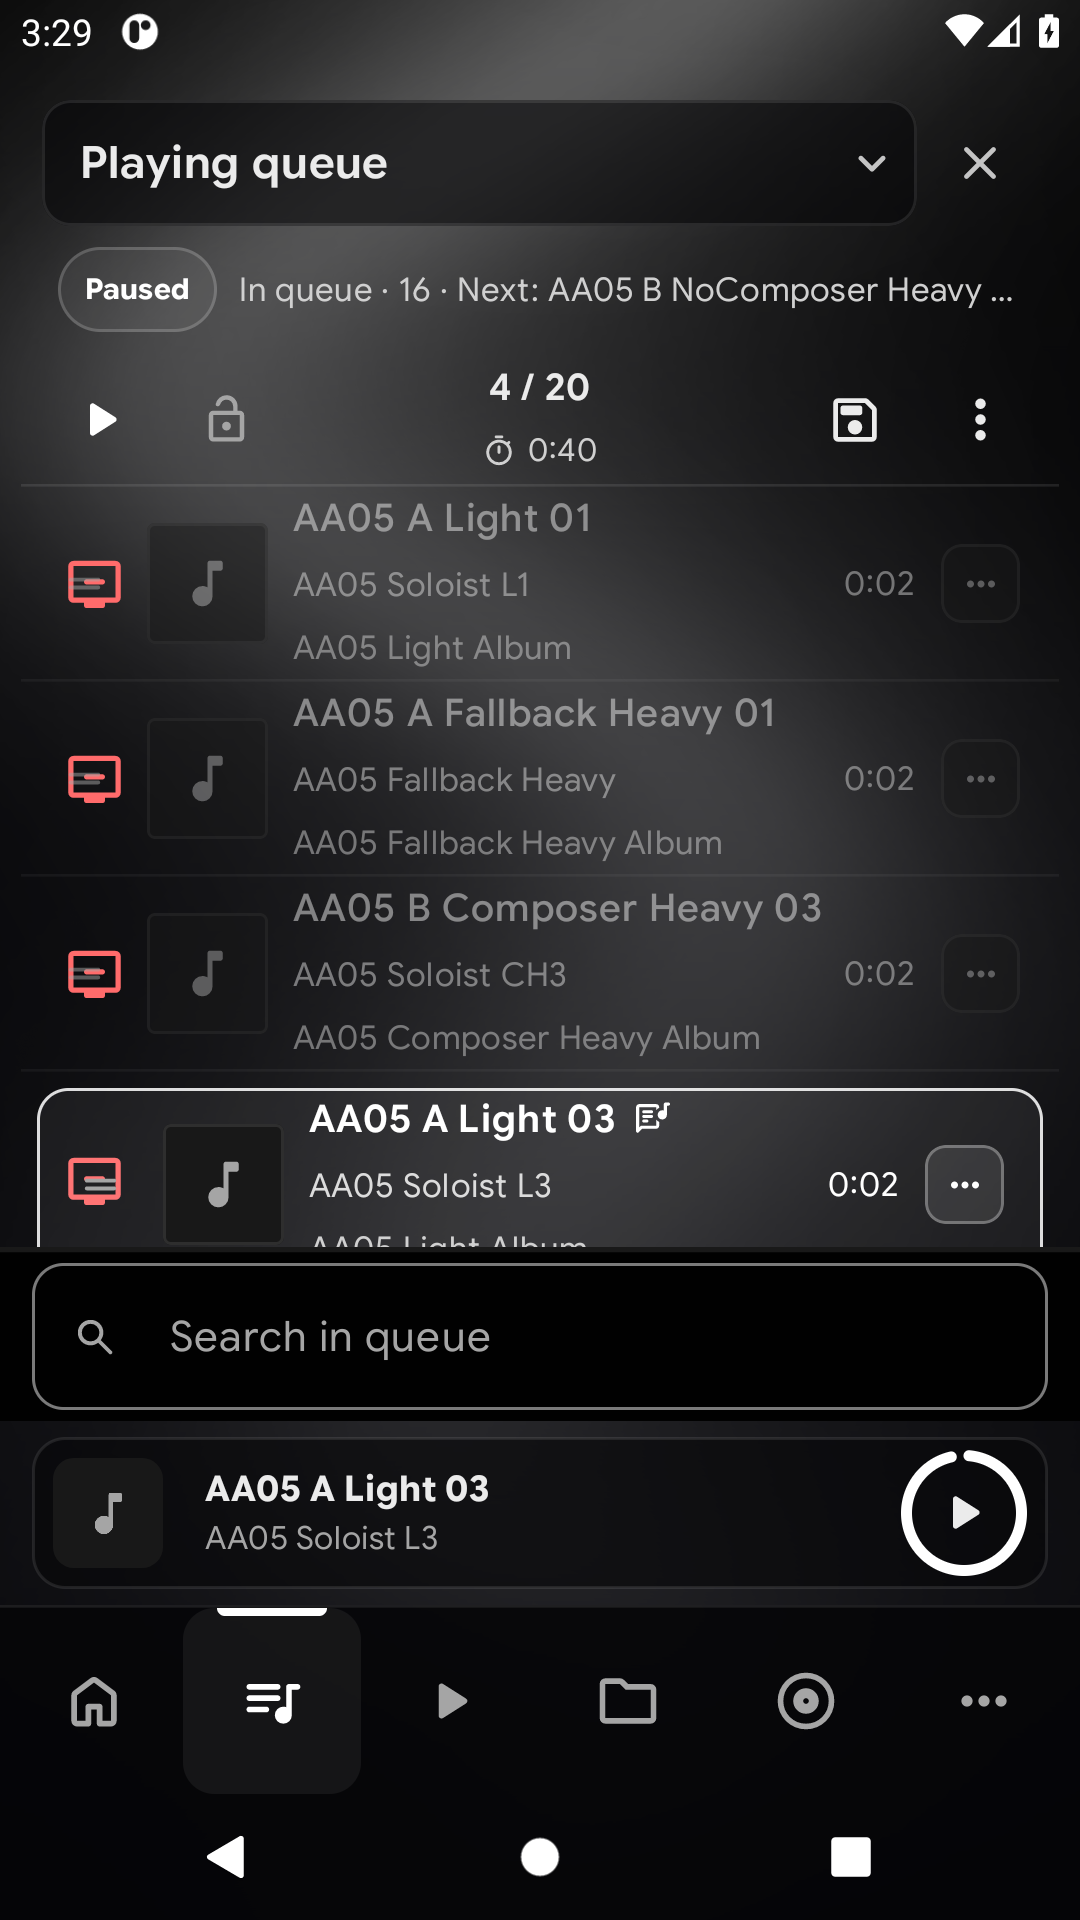 3:29
Playing queue
Paused
In queue · 16 · Next: AA05 B NoComposer Heavy ...
4 / 20
0:40
AA05 A Light 01
AA05 Soloist L1
0:02
AA05 Light Album
AA05 A Fallback Heavy 01
AA05 Fallback Heavy
0:02
AA05 Fallback Heavy Album
AA05 B Composer Heavy 03
AA05 Soloist CH3
0:02
AA05 Composer Heavy Album
AA05 A Light 03
AA05 Soloist L3
0:02
AA05 Light Album
Search in queue
AA05 A Light 03
AA05 Soloist L3